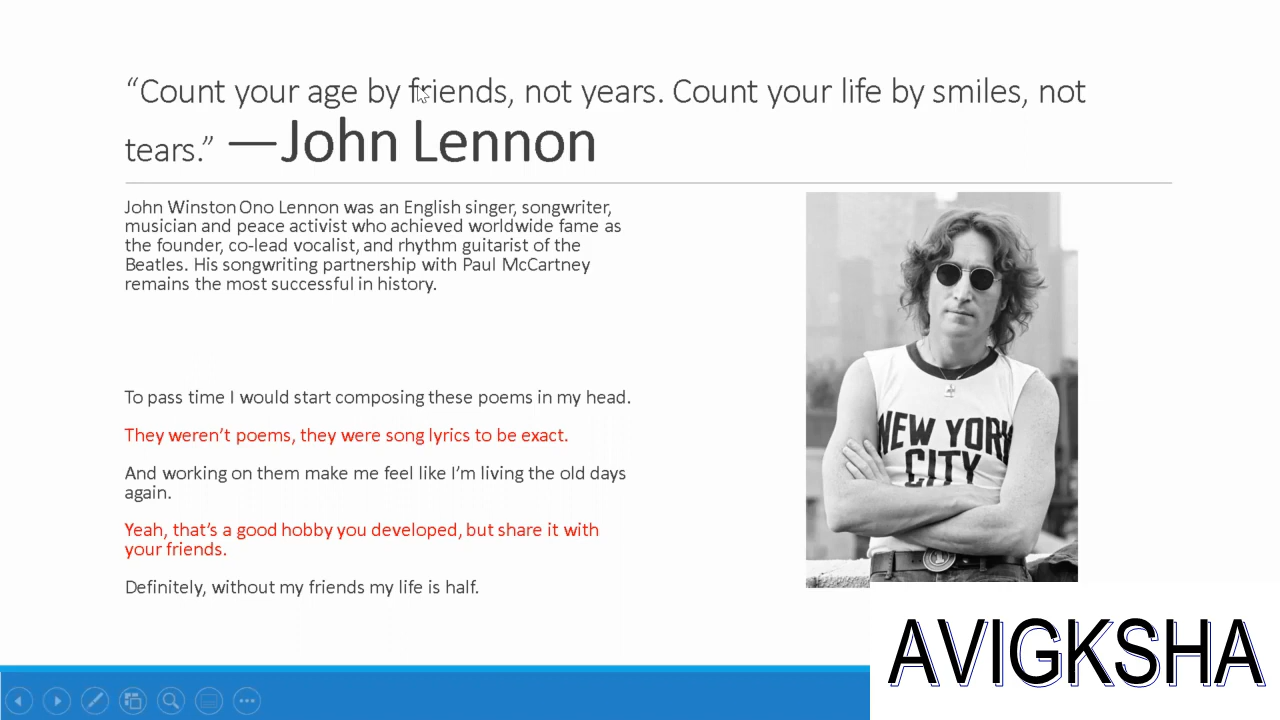 “Count your age by friends, not years. Count your life by smiles, not
tears.” —John Lennon
John Winston Ono Lennon was an English singer, songwriter,
musician and peace activist who achieved worldwide fame as
the founder, co-lead vocalist, and rhythm guitarist of the
Beatles. His songwriting partnership with Paul McCartney
remains the most successful in history.
To pass time I would start composing these poems in my head.
They weren’t poems, they were song lyrics to be exact.
And working on them make me feel like I’m living the old days
again.
Yeah, that’s a good hobby you developed, but share it with
your friends.
Definitely, without my friends my life is half.
NEW YORK
CITY
AVIGKSHA